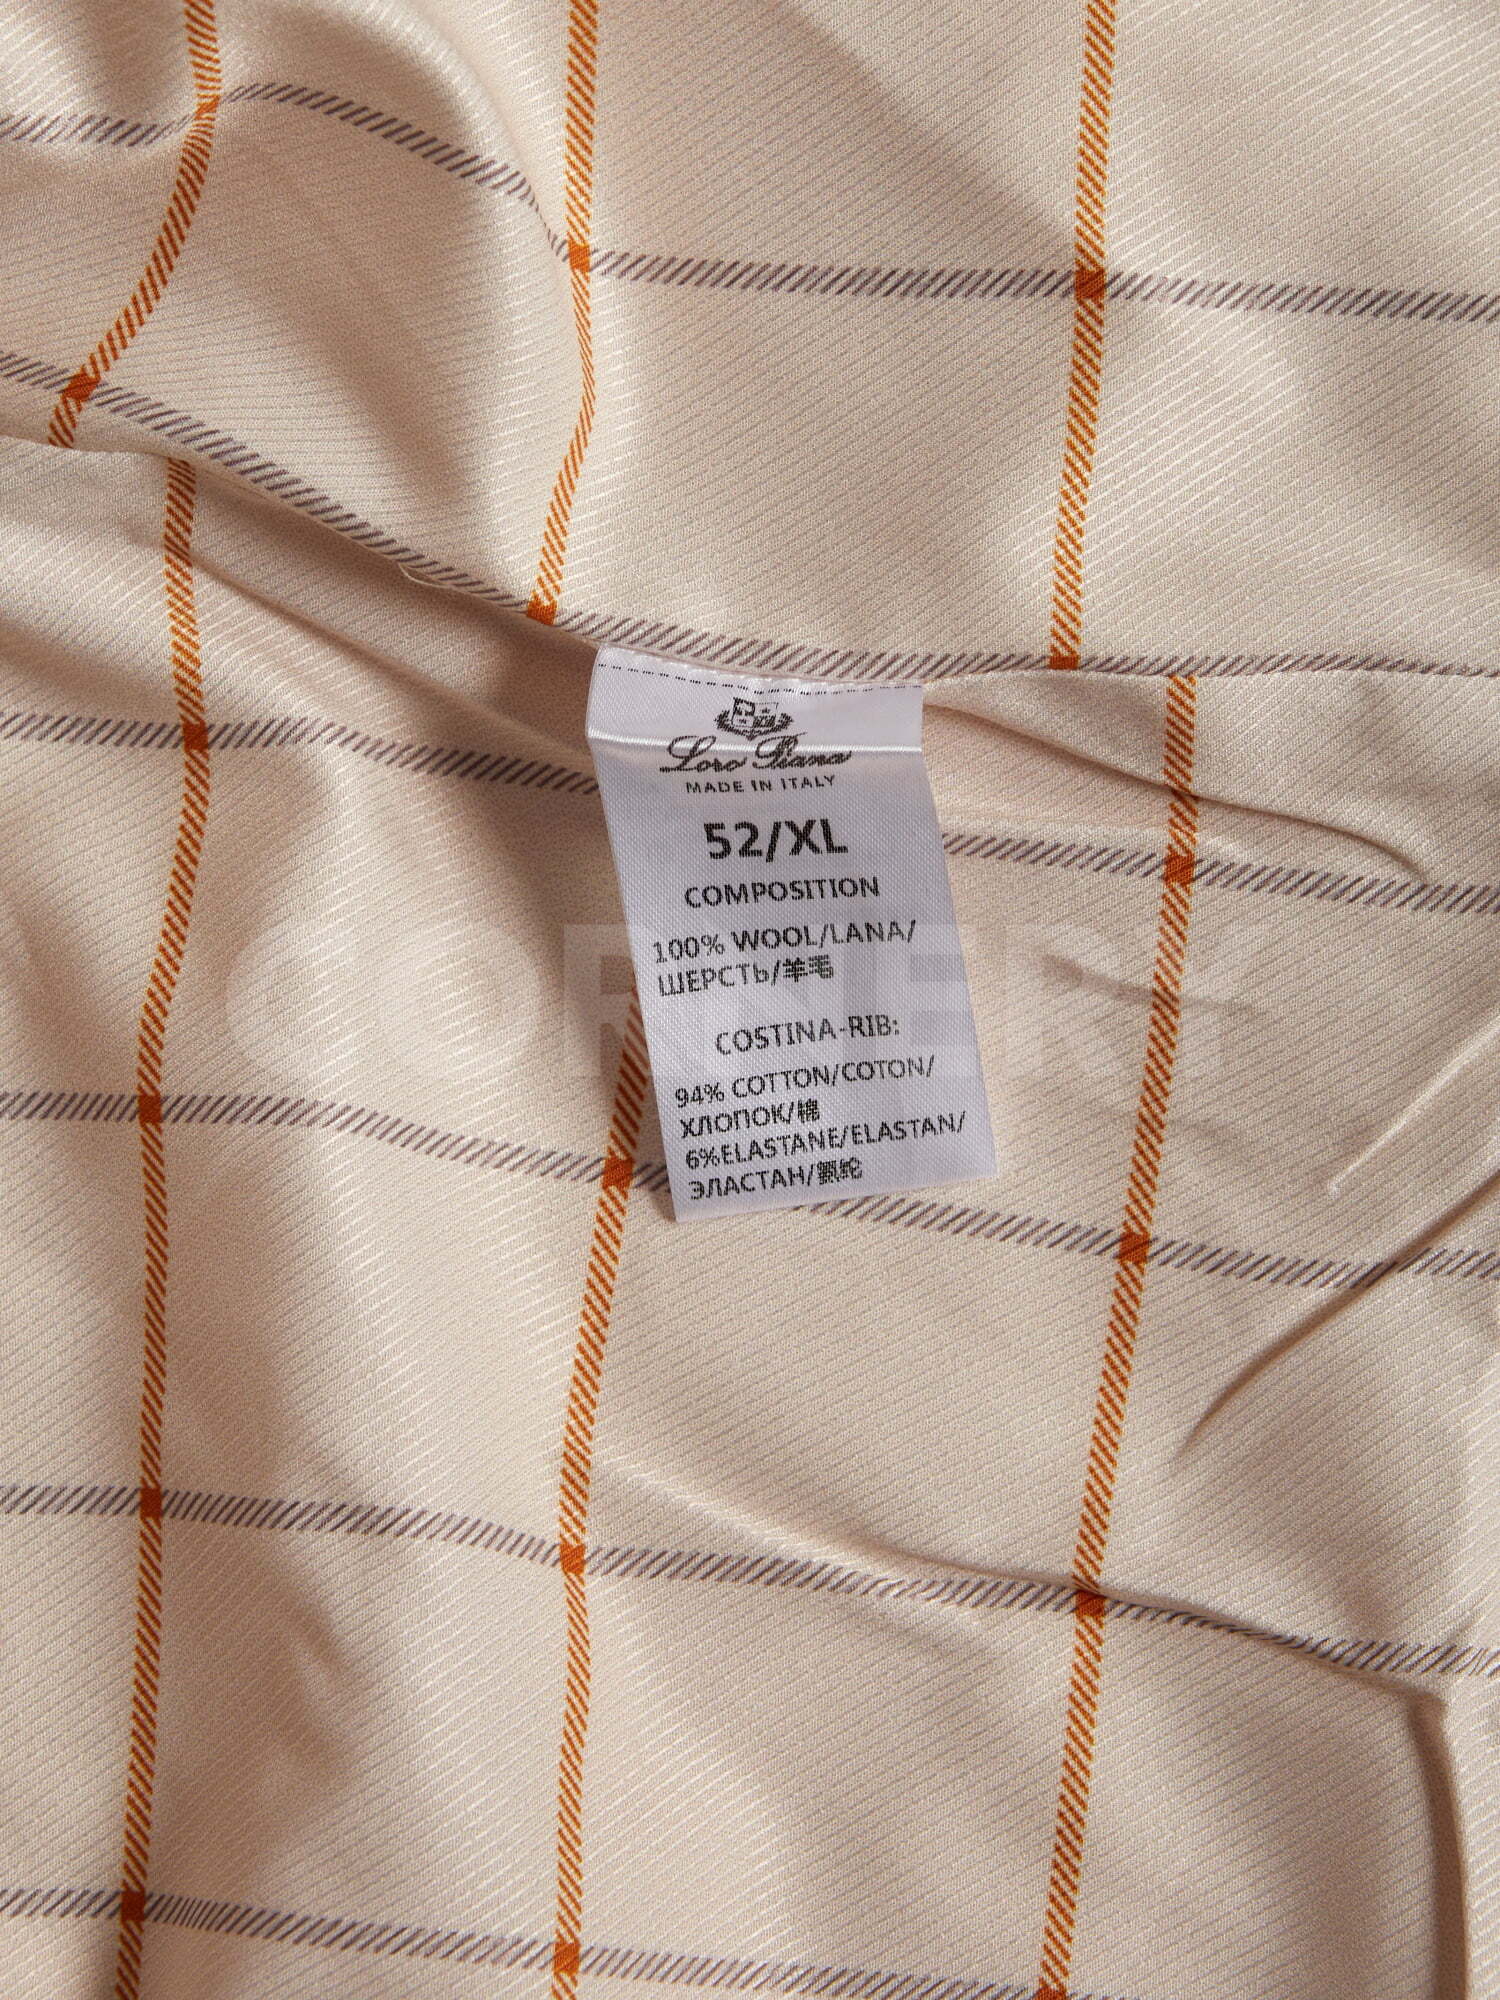 Loro Piana
MADE IN ITALY
52/XL
COMPOSITION
100% WOOL/LANA/
ШЕРСТЬ/羊毛
COSTINA-RIB:
94% COTTON/COTON/
ХЛОПОК/棉
6%ELASTANE/ELASTAN/
ЭЛАСТАН/氨纶
CORNER